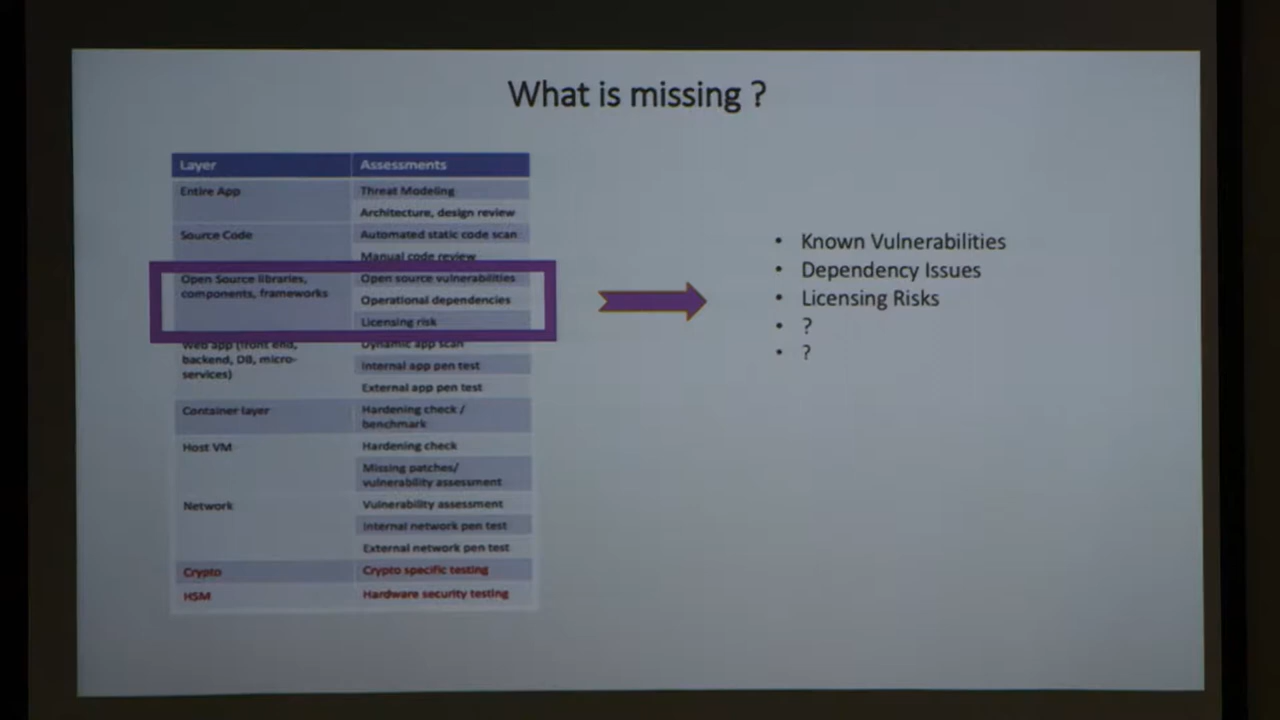 What is missing ?
Layer Assessments
Entire App Threat Modeling
Architecture, design review
Source Code Automated static code scan
Manual code review
Open Source libraries, Open source vulnerabilities
components, frameworks Operational dependencies
Licensing risk
Web app (front end, Dynamic app scan
backend, DB, micro- Internal app pen test
services)
External app pen test
Container layer Hardening check /
benchmark
Host VM Hardening check
Missing patches/
vulnerability assessment
Network Vulnerability assessment
Internal network pen test
External network pen test
Crypto Crypto specific testing
HSM Hardware security testing
• Known Vulnerabilities
• Dependency Issues
• Licensing Risks
• ?
• ?